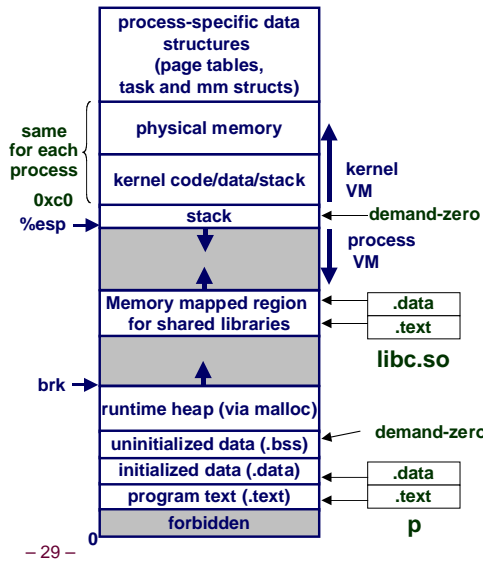 process-specific data
structures
(page tables,
task and mm structs)
same
for each
process
physical memory
kernel code/data/stack
kernel
VM
0xc0
%esp
stack
demand-zero
process
VM
Memory mapped region
for shared libraries
.data
.text
libc.so
brk
runtime heap (via malloc)
uninitialized data (.bss)
demand-zero
initialized data (.data)
.data
program text (.text)
.text
forbidden
p
0
– 29 –